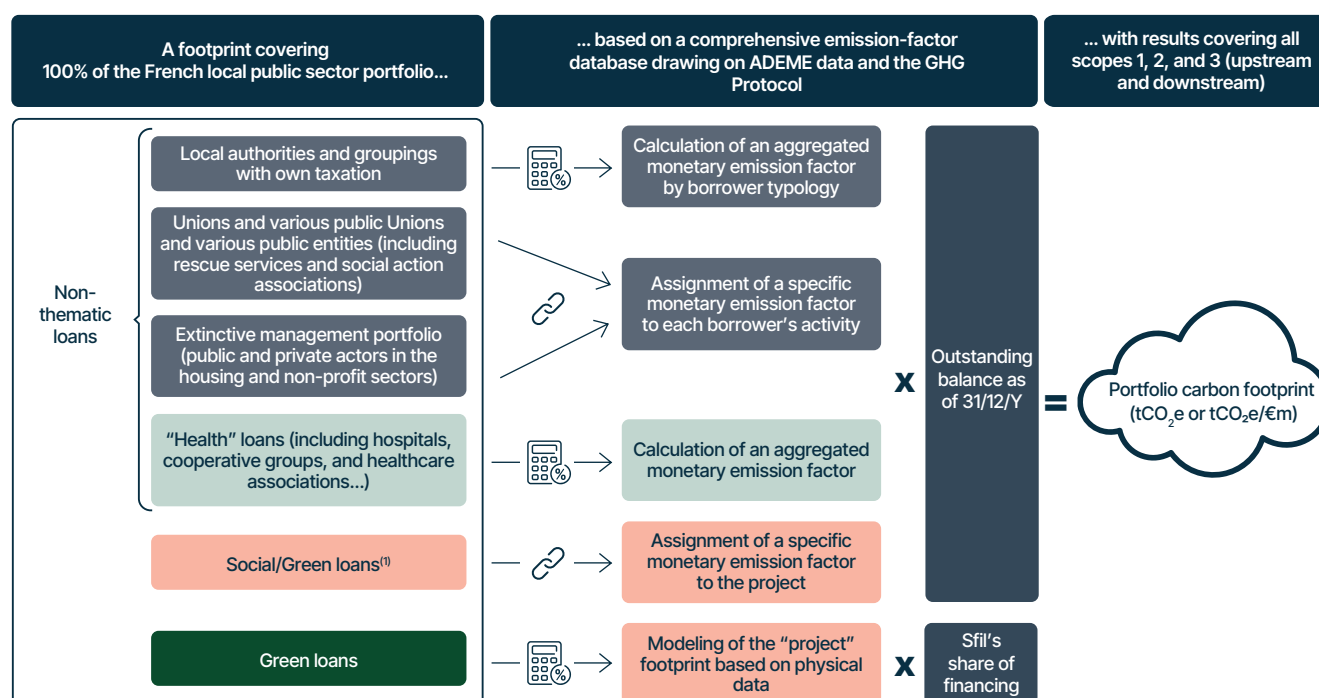 A footprint covering
100% of the French local public sector portfolio...
... based on a comprehensive emission-factor
database drawing on ADEME data and the GHG
Protocol
... with results covering all
scopes 1, 2, and 3 (upstream
and downstream)
Non-
thematic
loans
Local authorities and groupings
with own taxation
%
Calculation of an aggregated
monetary emission factor
by borrower typology
Unions and various public Unions
and various public entities (including
rescue services and social action
associations)
Assignment of a specific
monetary emission factor
to each borrower's activity
Extinctive management portfolio
(public and private actors in the
housing and non-profit sectors)
"Health" loans (including hospitals,
cooperative groups, and healthcare
associations...)
%
Calculation of an aggregated
monetary emission factor
Social/Green loans(1)
Assignment of a specific
monetary emission factor
to the project
x
Outstanding
balance as
of 31/12/Y
=
Portfolio carbon footprint
(tCO2e or tCO₂e/€m)
Green loans
%
Modeling of the "project"
footprint based on physical
data
x
Sfil's
share of
financing